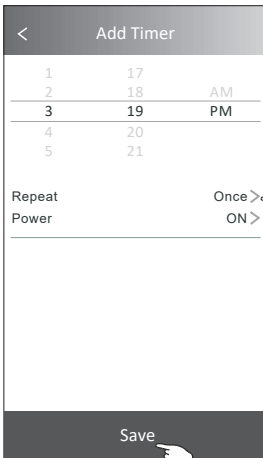 < Add Timer
1 17
2 18 AM
3 19 PM
4 20
5 21
Repeat Once >
Power ON >
Save